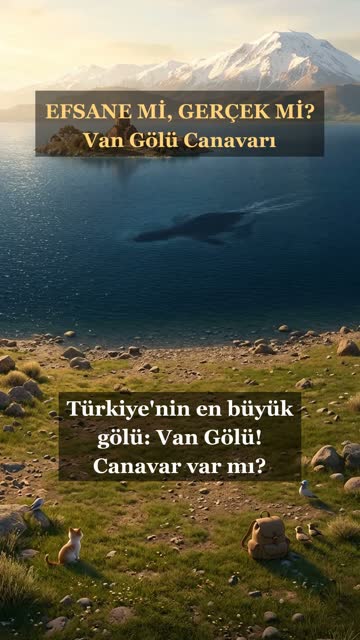 EFSANE Mİ, GERÇEK Mİ?
Van Gölü Canavarı
Türkiye'nin en büyük
gölü: Van Gölü!
Canavar var mı?